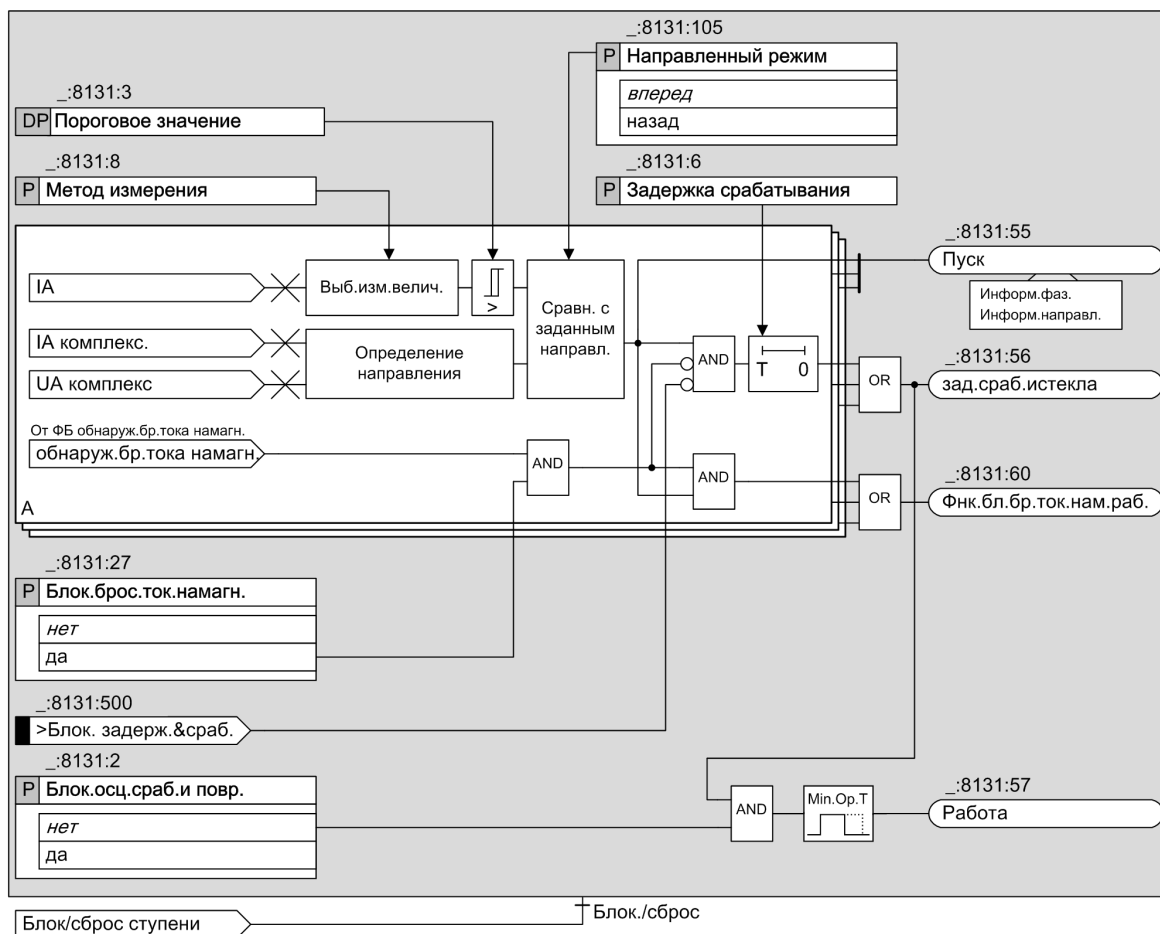 _:8131:105
P Направленный режим
вперед
назад
_:8131:3
DP Пороговое значение
_:8131:8
P Метод измерения
_:8131:6
P Задержка срабатывания
_:8131:55
Пуск
Информ.фаз.
Информ.направл.
IA
Выб.изм.велич.
>
Сравн. с
заданным
направл.
IA комплекс.
UA комплекс
Определение
направления
AND
T 0
OR
_:8131:56
зад.сраб.истекла
От ФБ обнаруж.бр.тока намагн.
обнаруж.бр.тока намагн.
AND
AND
OR
_:8131:60
Фнк.бл.бр.ток.нам.раб.
A
_:8131:27
P Блок.брос.ток.намагн.
нет
да
_:8131:500
>Блок. задерж.&сраб.
_:8131:2
P Блок.осц.сраб.и повр.
нет
да
AND
Min.Op.T
_:8131:57
Работа
Блок./сброс
Блок/сброс ступени